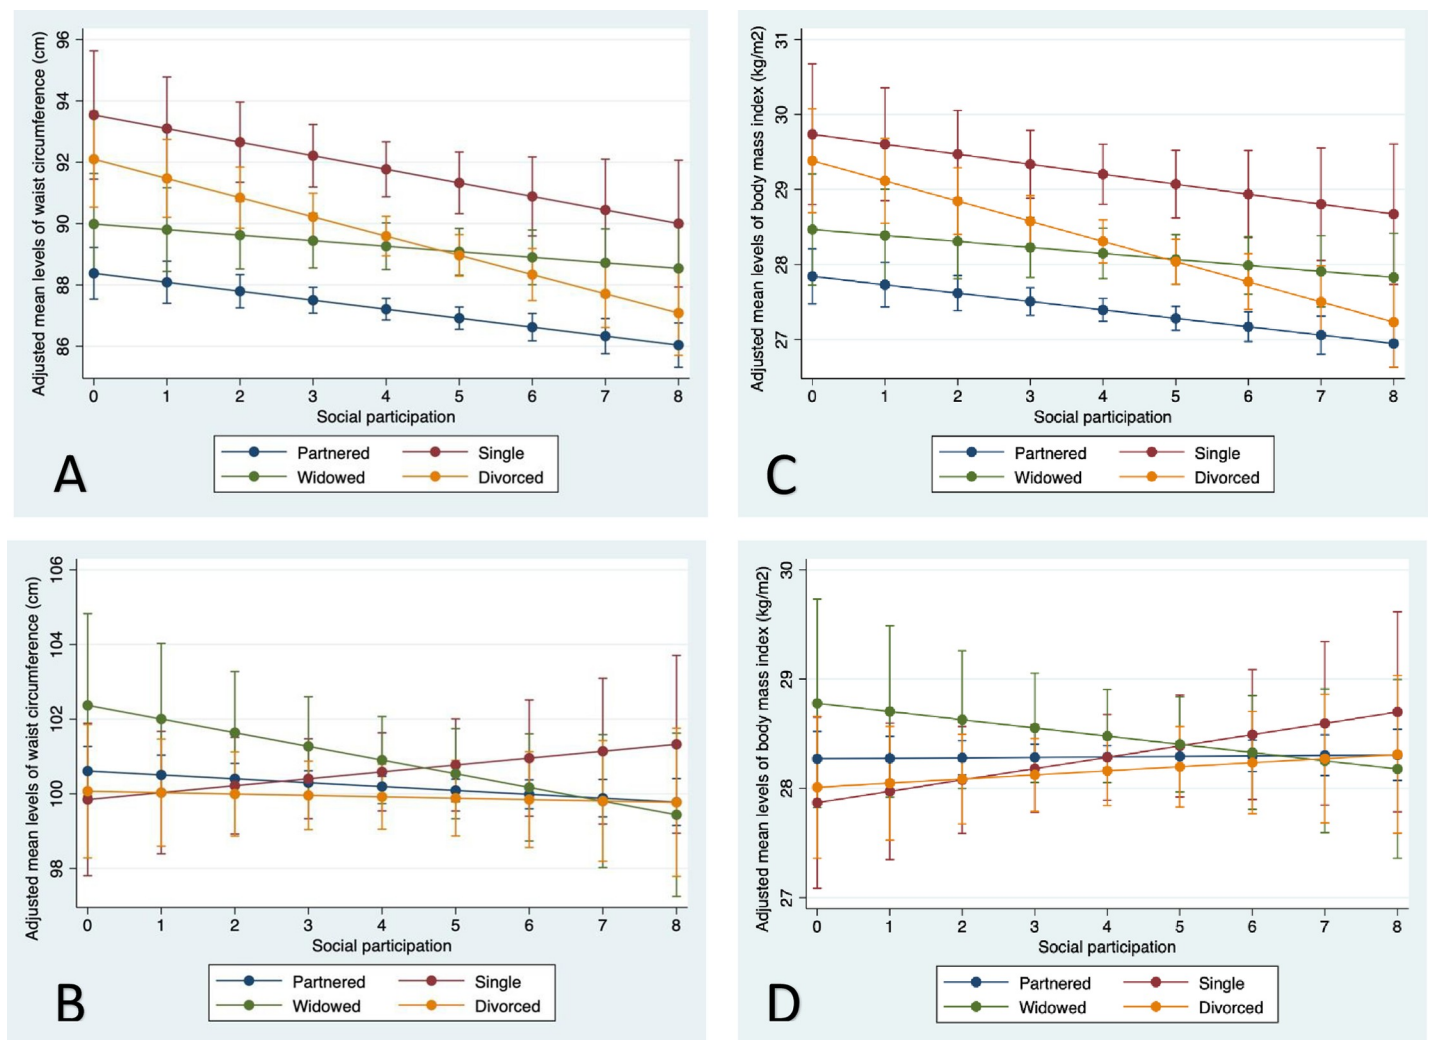 Adjusted mean levels of waist circumference (cm)
96
94
92
90
88
86
0 1 2 3 4 5 6 7 8
Social participation
Partnered Single
Widowed Divorced
A
Adjusted mean levels of body mass index (kg/m2)
31
30
29
28
27
0 1 2 3 4 5 6 7 8
Social participation
Partnered Single
Widowed Divorced
C
Adjusted mean levels of waist circumference (cm)
106
104
102
100
98
0 1 2 3 4 5 6 7 8
Social participation
Partnered Single
Widowed Divorced
B
Adjusted mean levels of body mass index (kg/m2)
30
29
28
27
0 1 2 3 4 5 6 7 8
Social participation
Partnered Single
Widowed Divorced
D